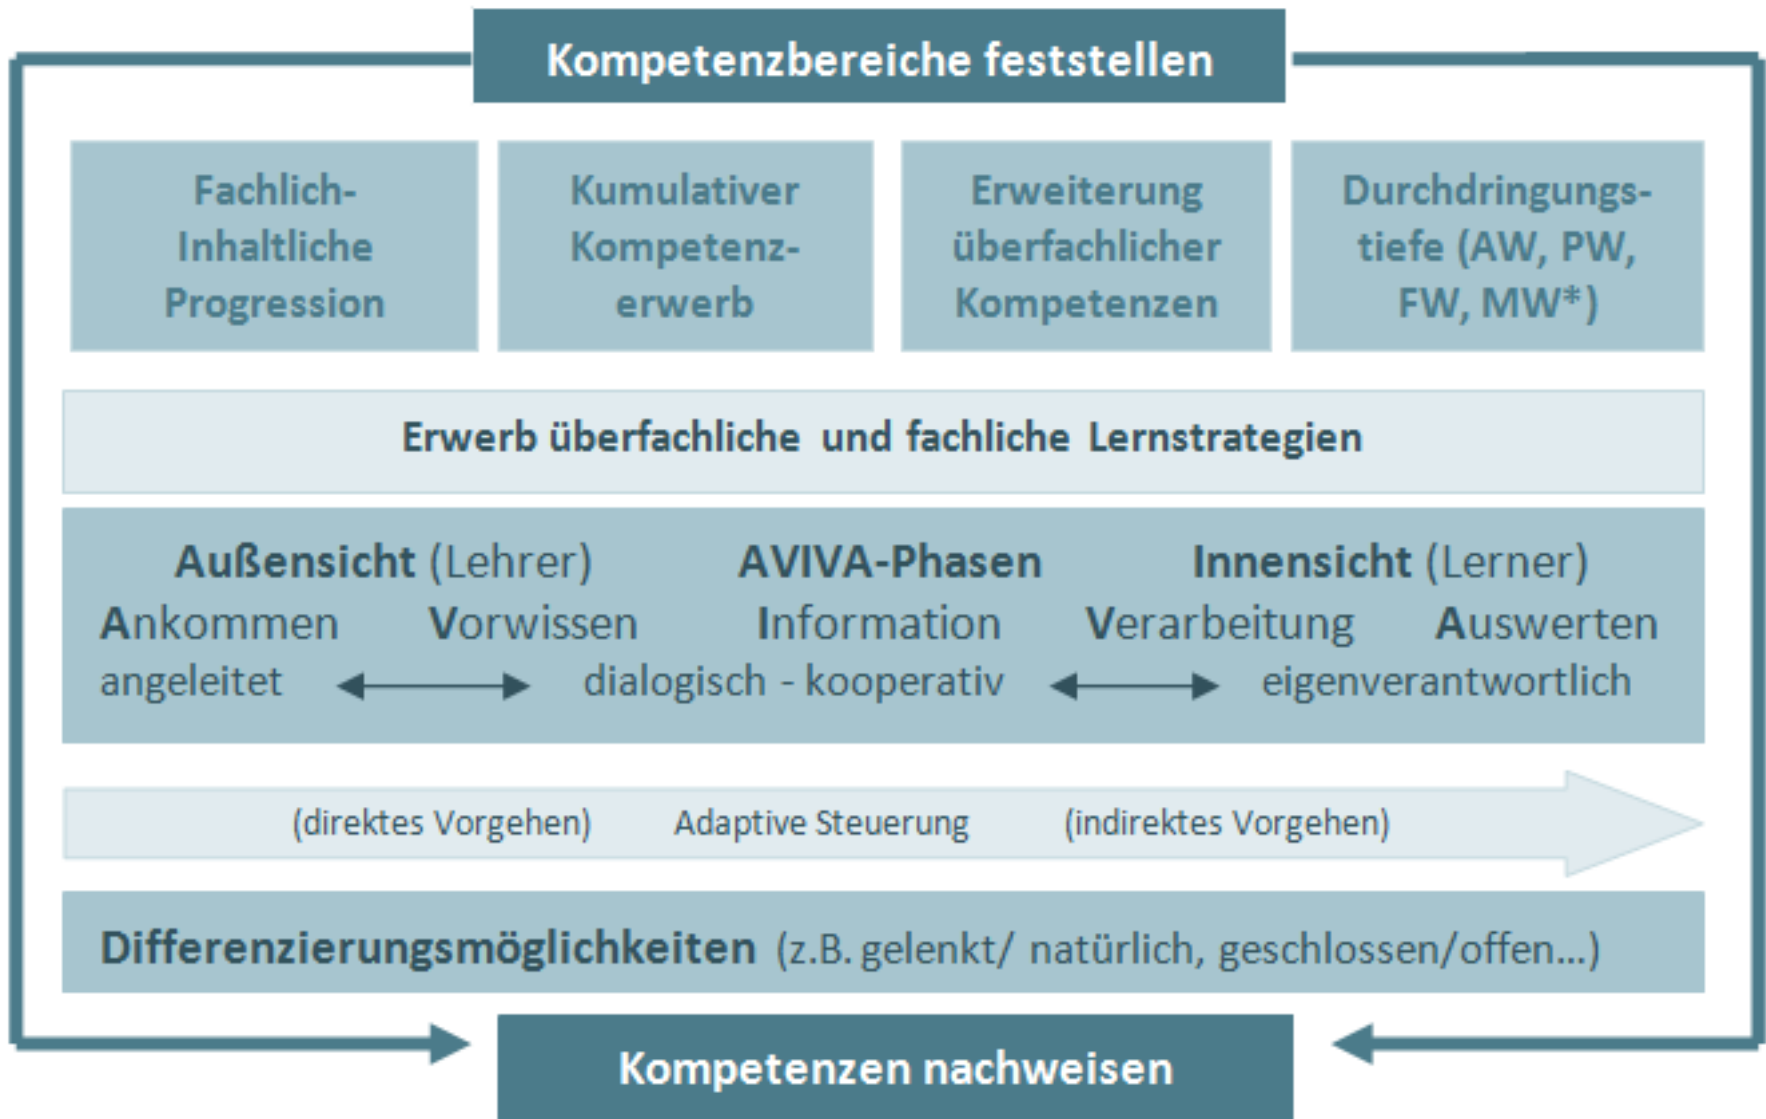 Kompetenzbereiche feststellen
Fachlich-
Inhaltliche
Progression
Kumulativer
Kompetenz-
erwerb
Erweiterung
überfachlicher
Kompetenzen
Durchdringungs-
tiefe (AW, PW,
FW, MW*)
Erwerb überfachliche und fachliche Lernstrategien
Außensicht (Lehrer) AVIVA-Phasen Innensicht (Lerner)
Ankommen Vorwissen Information Verarbeitung Auswerten
angeleitet dialogisch - kooperativ eigenverantwortlich
(direktes Vorgehen) Adaptive Steuerung (indirektes Vorgehen)
Differenzierungsmöglichkeiten (z.B. gelenkt/ natürlich, geschlossen/offen...)
Kompetenzen nachweisen